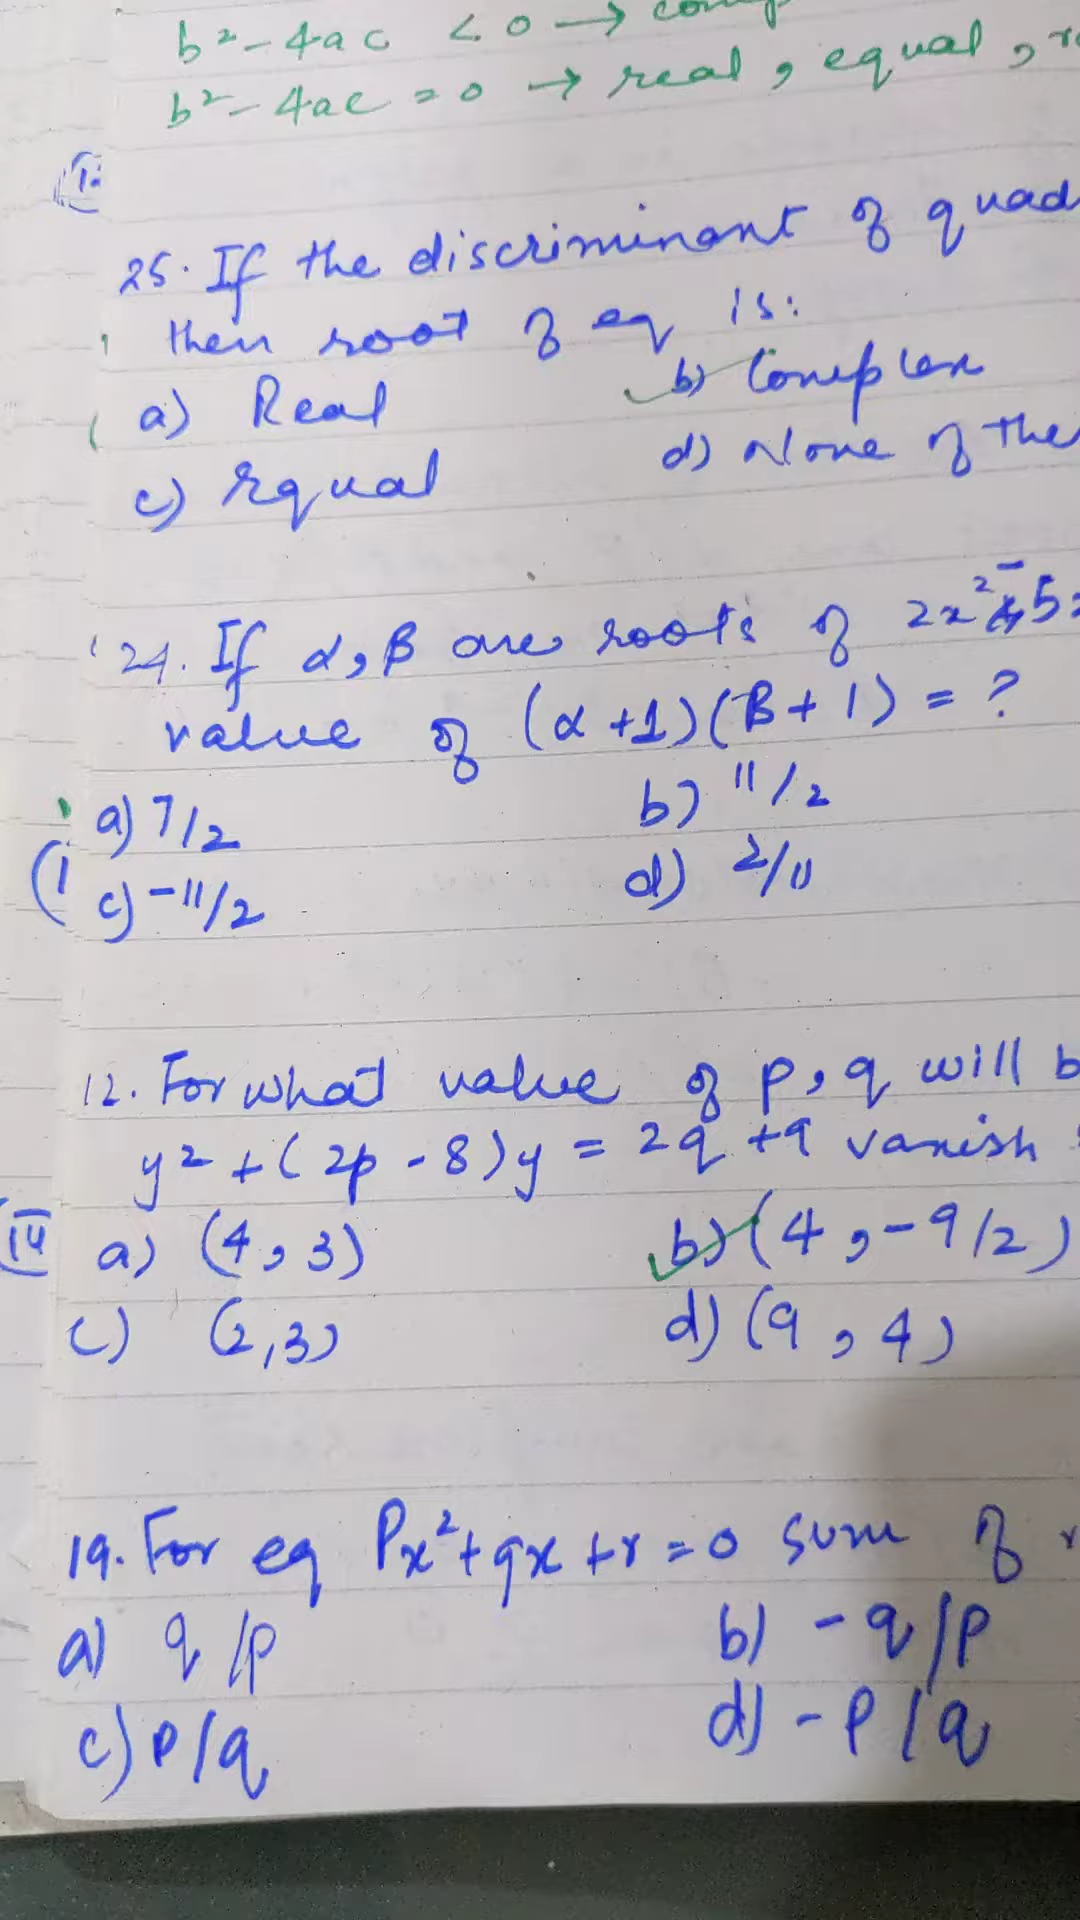 b²-4ac <0 →
b²-4ac =0 → real, equal,
25. If the discriminant of quad
then root of eq is:
a) Real b) Complex
c) Equal d) None of the
24. If α,β are roots of 2x²-5=
value of (α+1)(β+1) = ?
a) 7/2 b) 11/2
c) -11/2 d) 2/11
12. For what value of p,q will b
y²+(2p-8)y = 2q+9 vanish
a) (4,3) b) (4,-9/2)
c) (2,3) d) (9,4)
19. For eq Px²+qx+r=0 sum of
a) q/p b) -q/p
c) p/q d) -p/q